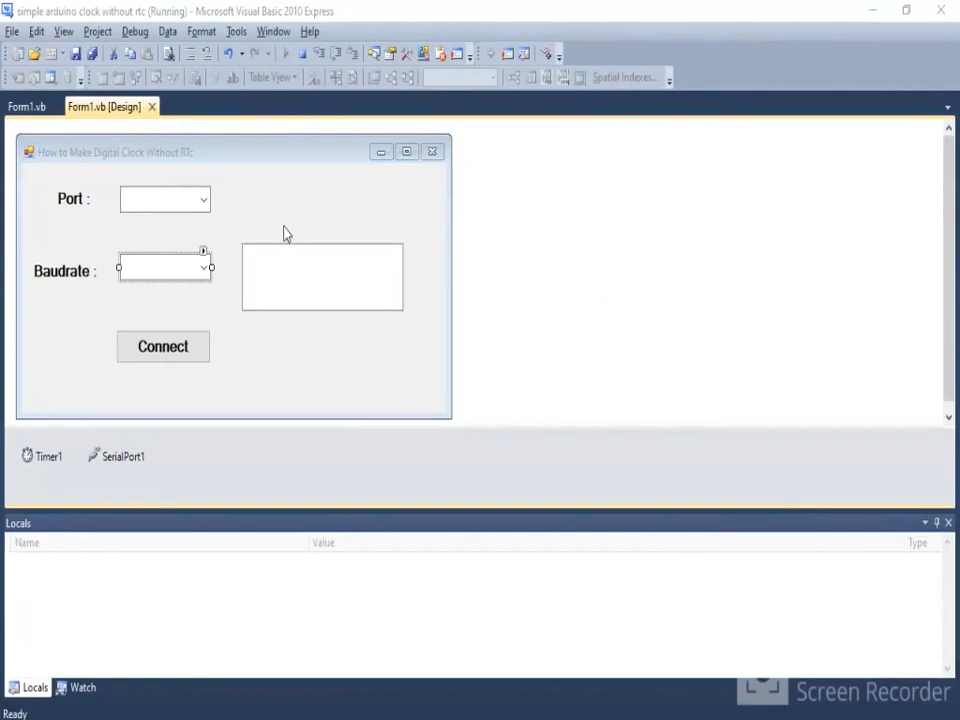 simple arduino clock without rtc (Running) - Microsoft Visual Basic 2010 Express
File Edit View Project Debug Data Format Tools Window Help
ab Table View Spatial Indexes...
Form1.vb Form1.vb [Design]
How to Make Digital Clock Without RTc
Port :
Baudrate :
Connect
Timer1 SerialPort1
Locals
Name Value Type
Locals Watch
Screen Recorder
Ready